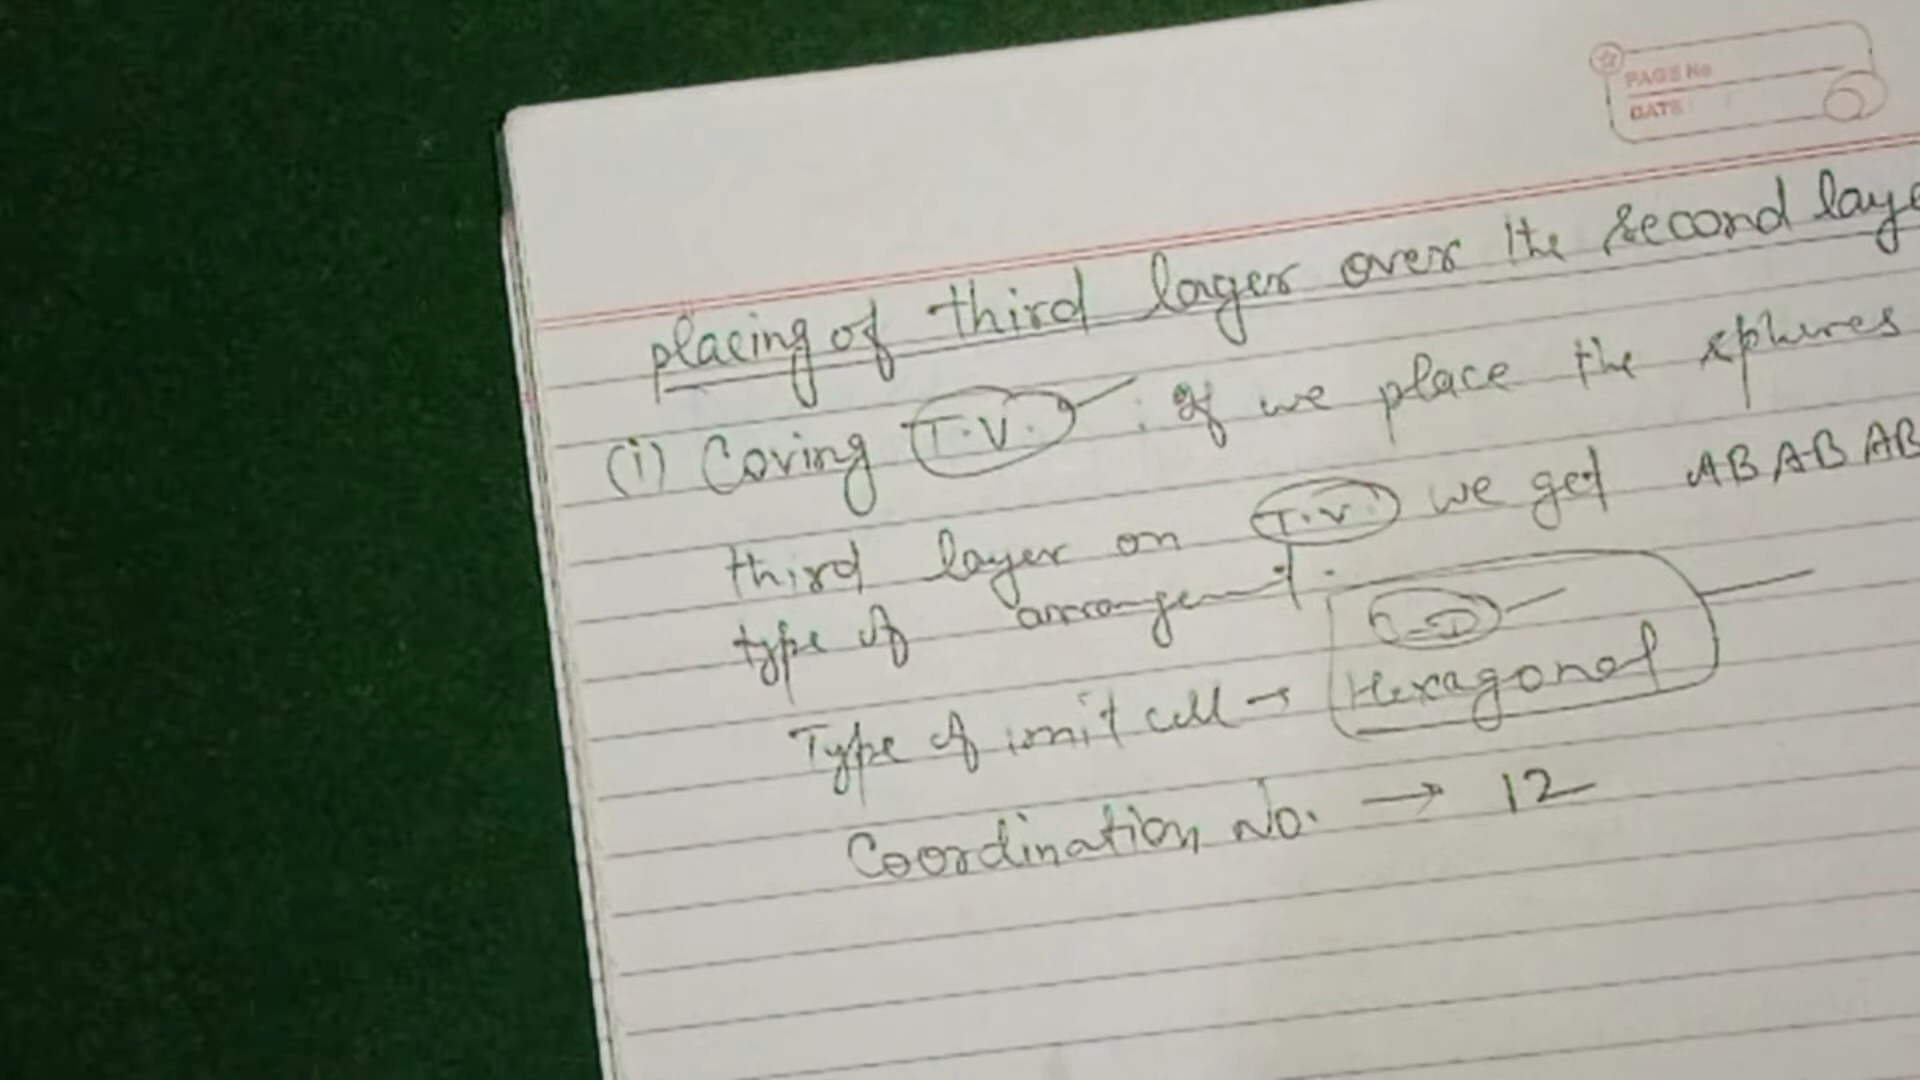 PAGE No
DATE
placing of third layer over the second laye
(i) Coving T.V. : If we place the spheres
third layer on T.V. we get ABABAB
type of arrangement.
Type of unit cell → Hexagonal
Coordination No. → 12